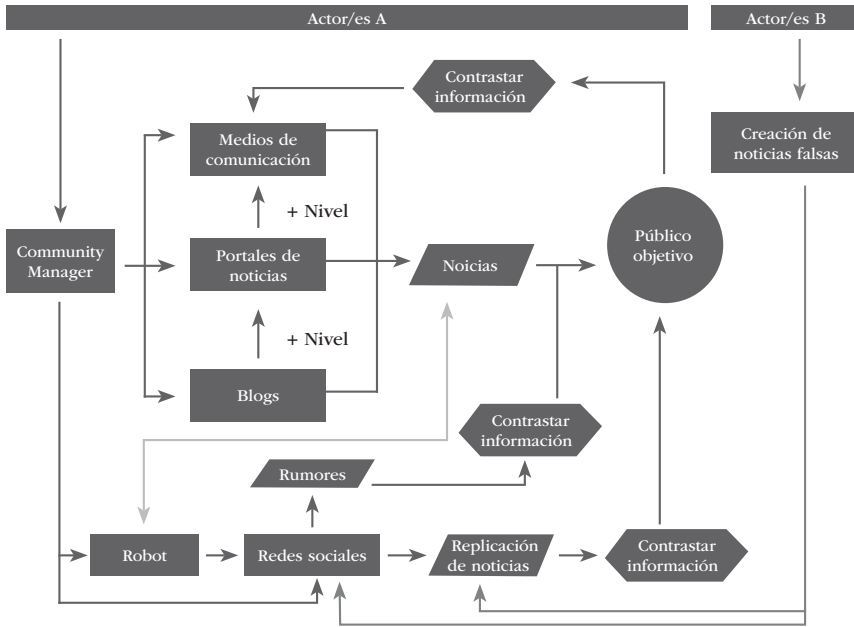 Actor/es A
Actor/es B
Contrastar
información
Medios de
comunicación
Creación de
noticias falsas
+ Nivel
Community
Manager
Portales de
noticias
Noicias
Público
objetivo
+ Nivel
Blogs
Contrastar
información
Rumores
Robot
Redes sociales
Replicación
de noticias
Contrastar
información